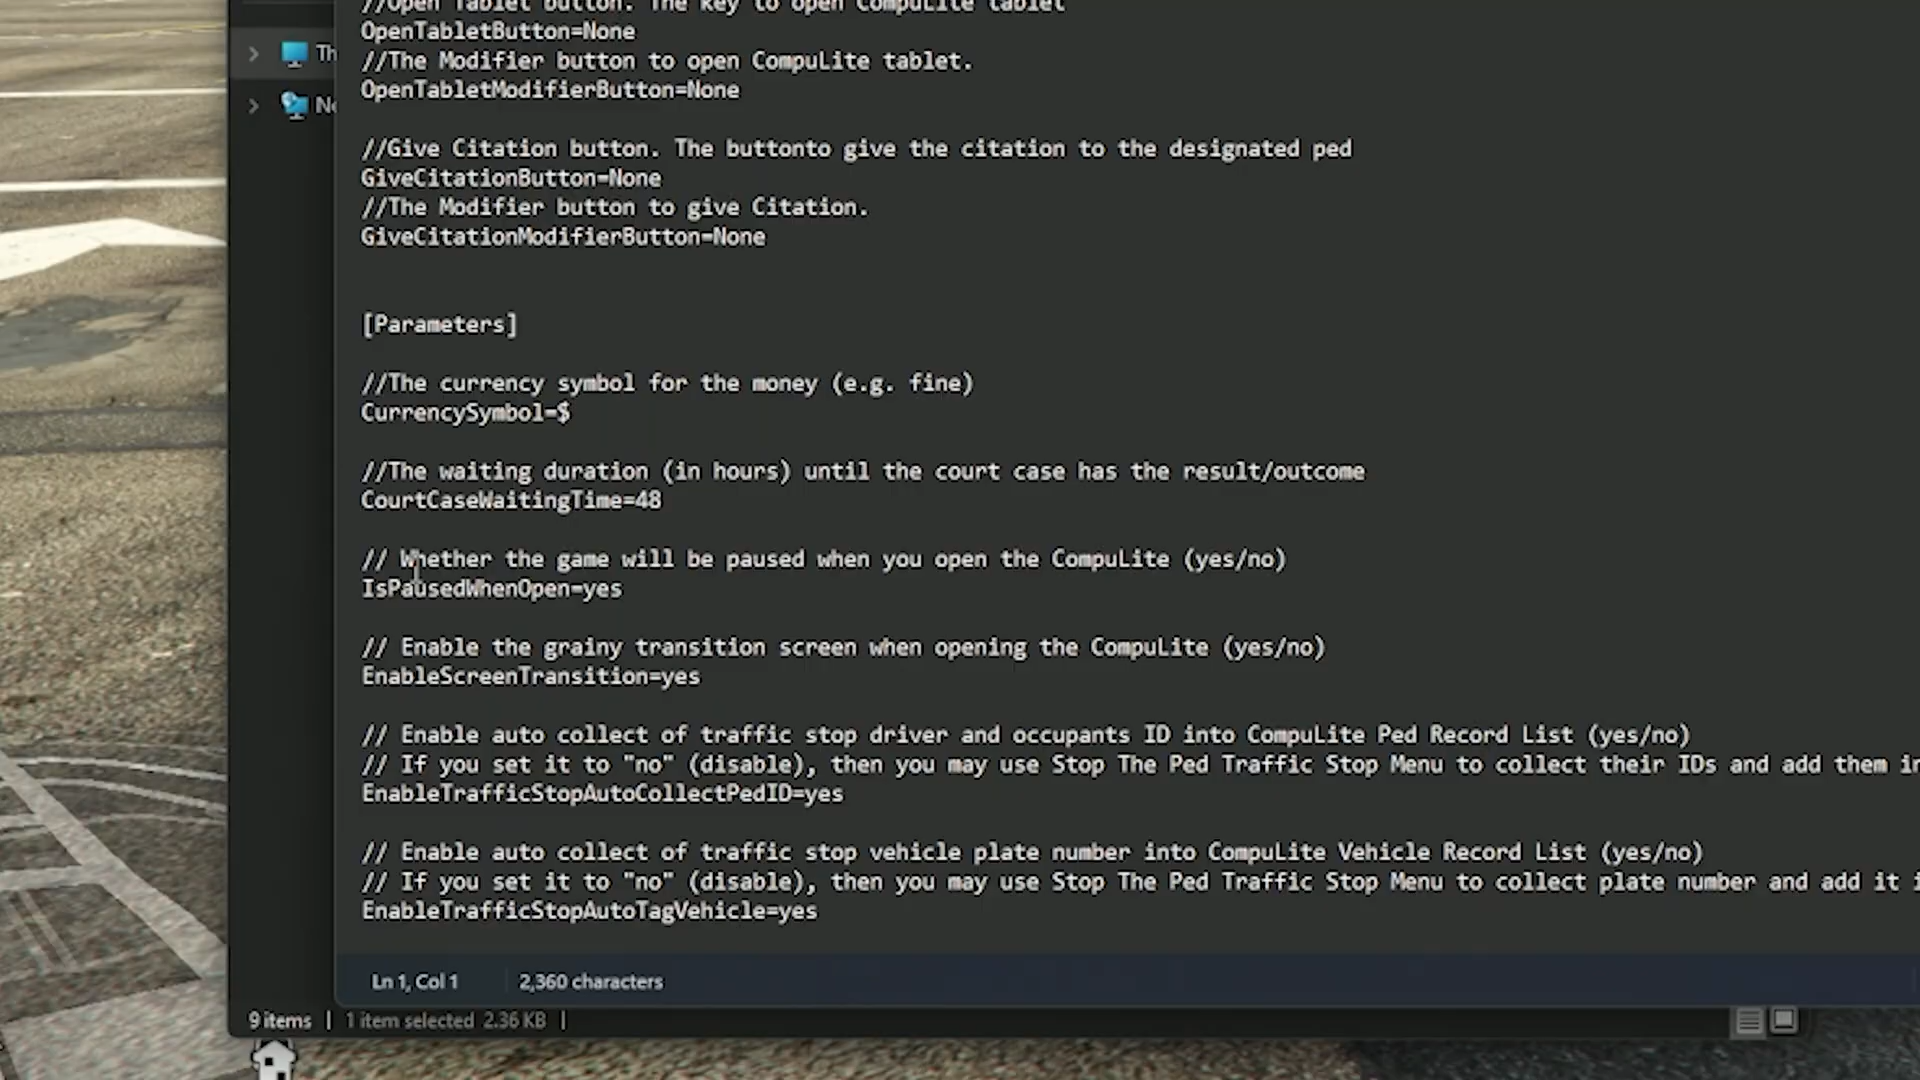 //Open Tablet button. The key to open CompuLite tablet
OpenTabletButton=None
//The Modifier button to open CompuLite tablet.
OpenTabletModifierButton=None
//Give Citation button. The buttonto give the citation to the designated ped
GiveCitationButton=None
//The Modifier button to give Citation.
GiveCitationModifierButton=None
[Parameters]
//The currency symbol for the money (e.g. fine)
CurrencySymbol=$
//The waiting duration (in hours) until the court case has the result/outcome
CourtCaseWaitingTime=48
// Whether the game will be paused when you open the CompuLite (yes/no)
IsPausedWhenOpen=yes
// Enable the grainy transition screen when opening the CompuLite (yes/no)
EnableScreenTransition=yes
// Enable auto collect of traffic stop driver and occupants ID into CompuLite Ped Record List (yes/no)
// If you set it to "no" (disable), then you may use Stop The Ped Traffic Stop Menu to collect their IDs and add them
EnableTrafficStopAutoCollectPedID=yes
// Enable auto collect of traffic stop vehicle plate number into CompuLite Vehicle Record List (yes/no)
// If you set it to "no" (disable), then you may use Stop The Ped Traffic Stop Menu to collect plate number and add it
EnableTrafficStopAutoTagVehicle=yes
Ln 1, Col 1
2,360 characters
9 items | 1 item selected 2.36 KB |